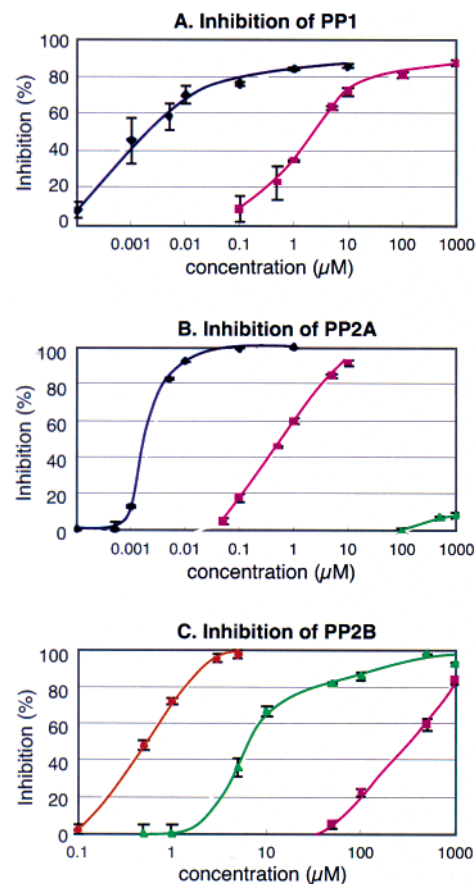 A. Inhibition of PP1
Inhibition (%)
100
80
60
40
20
0
0.001 0.01 0.1 1 10 100 1000
concentration (µM)
B. Inhibition of PP2A
Inhibition (%)
100
80
60
40
20
0
0.001 0.01 0.1 1 10 100 1000
concentration (µM)
C. Inhibition of PP2B
Inhibition (%)
100
80
60
40
20
0
0.1 1 10 100 1000
concentration (µM)